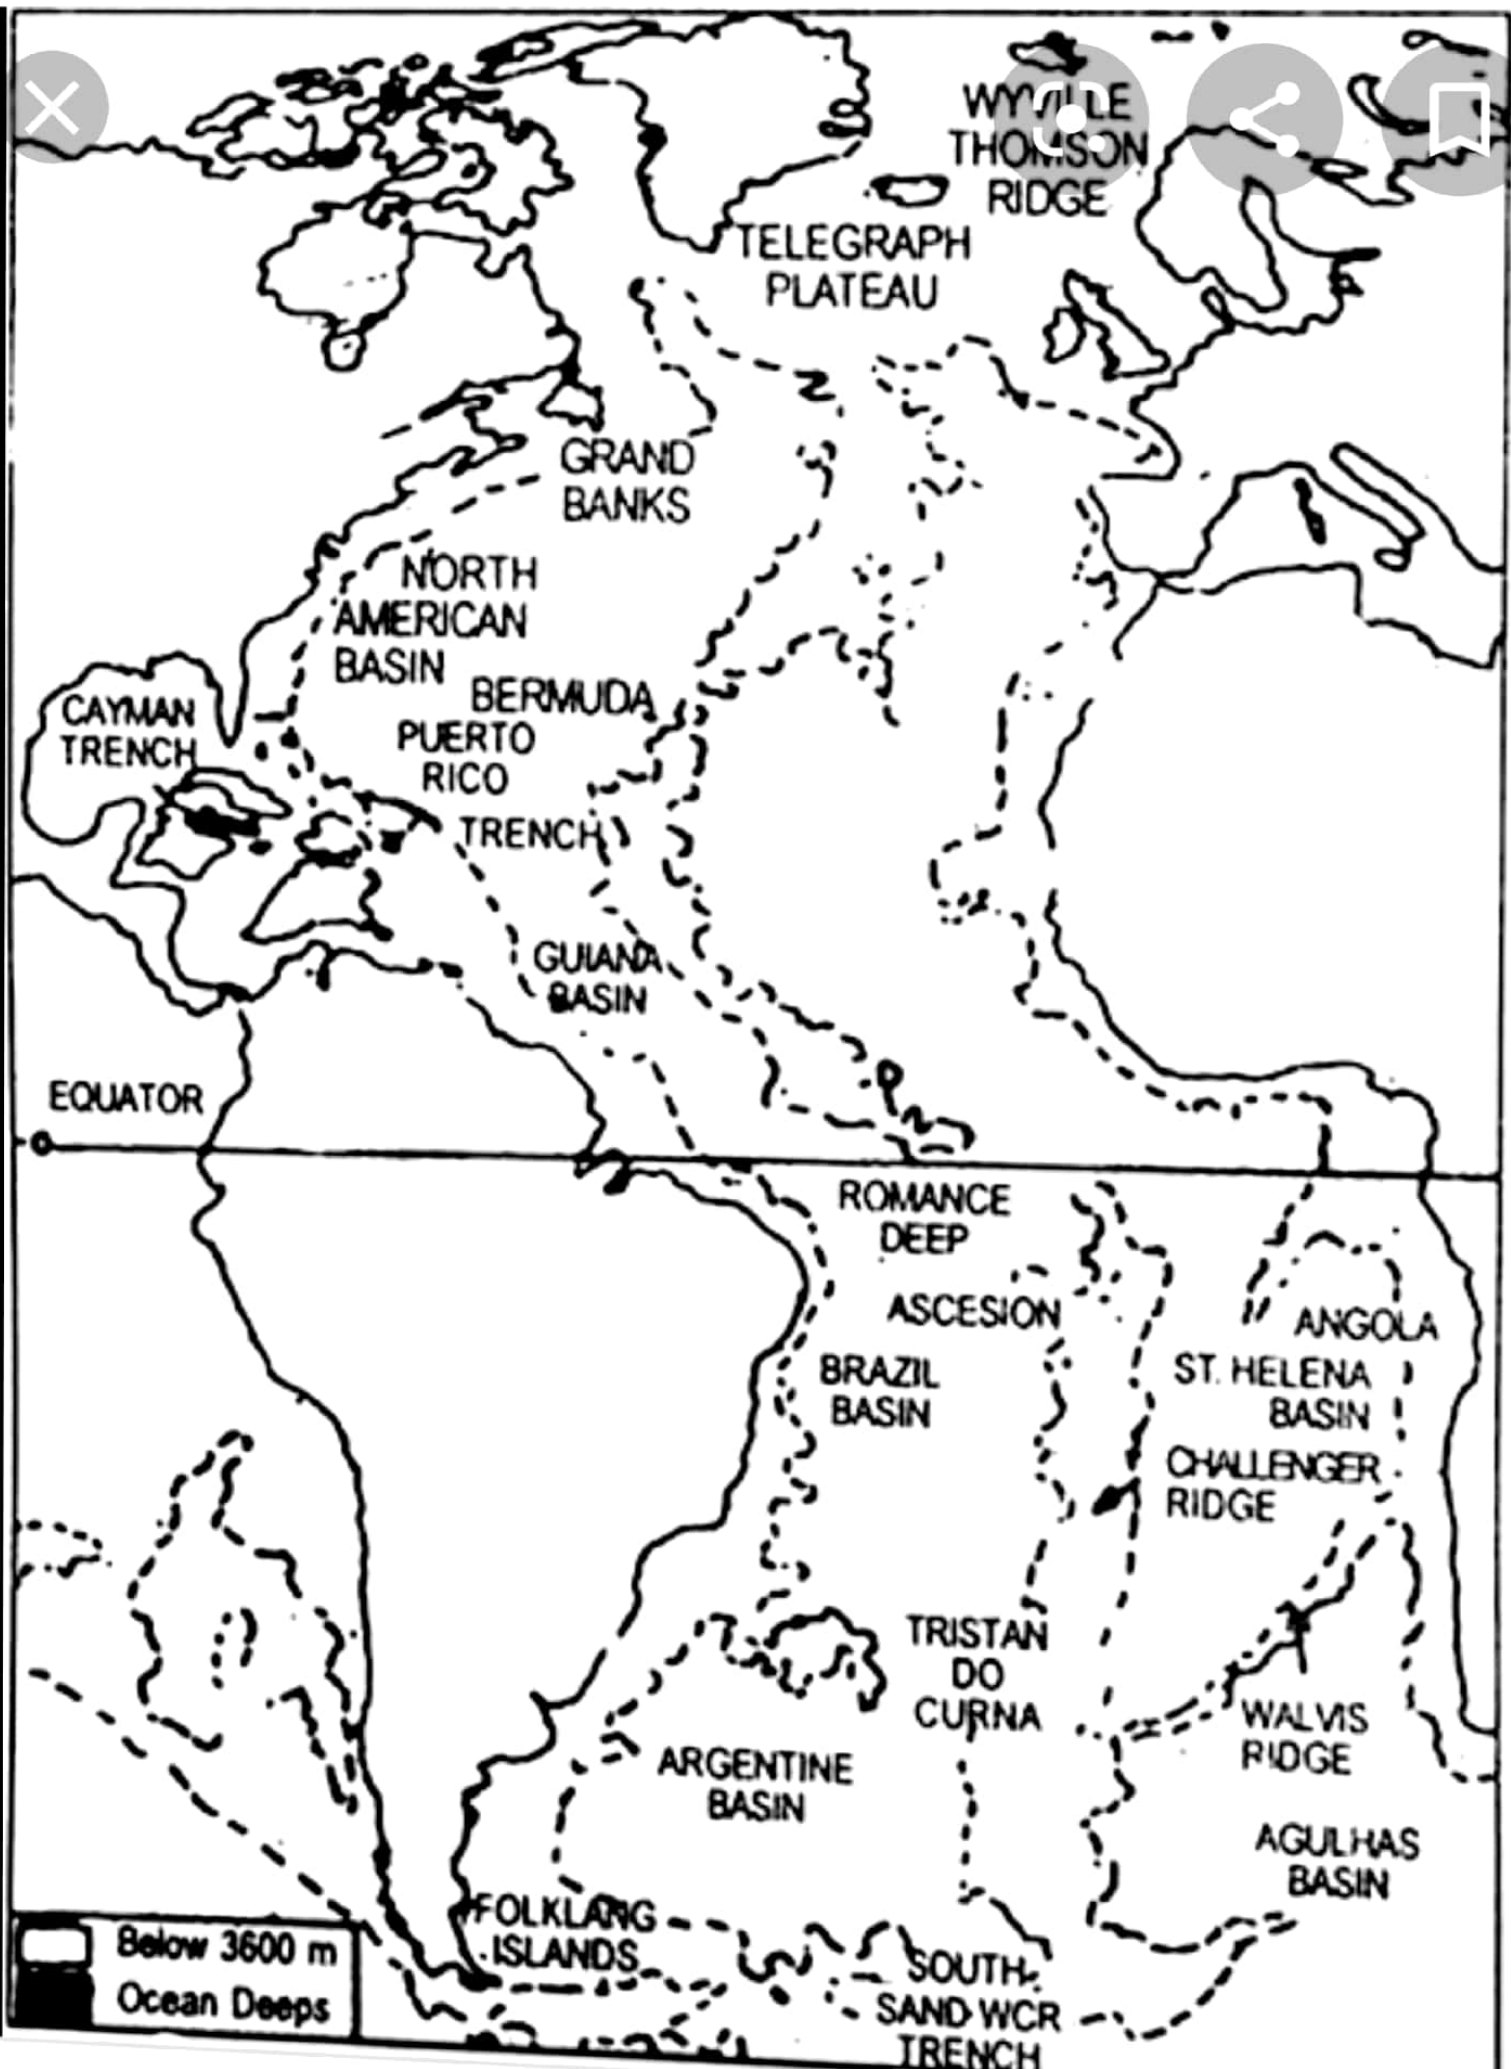 WYVILLE
THOMSON
RIDGE
TELEGRAPH
PLATEAU
GRAND
BANKS
NORTH
AMERICAN
BASIN
BERMUDA
CAYMAN
TRENCH
PUERTO
RICO
TRENCH
GUIANA
BASIN
EQUATOR
ROMANCE
DEEP
ASCESION
ANGOLA
BRAZIL
BASIN
ST. HELENA
BASIN
CHALLENGER
RIDGE
TRISTAN
DO
CURNA
WALVIS
RIDGE
ARGENTINE
BASIN
AGULHAS
BASIN
FOLKLANG
ISLANDS
SOUTH
SAND WCR
TRENCH
Below 3600 m
Ocean Deeps